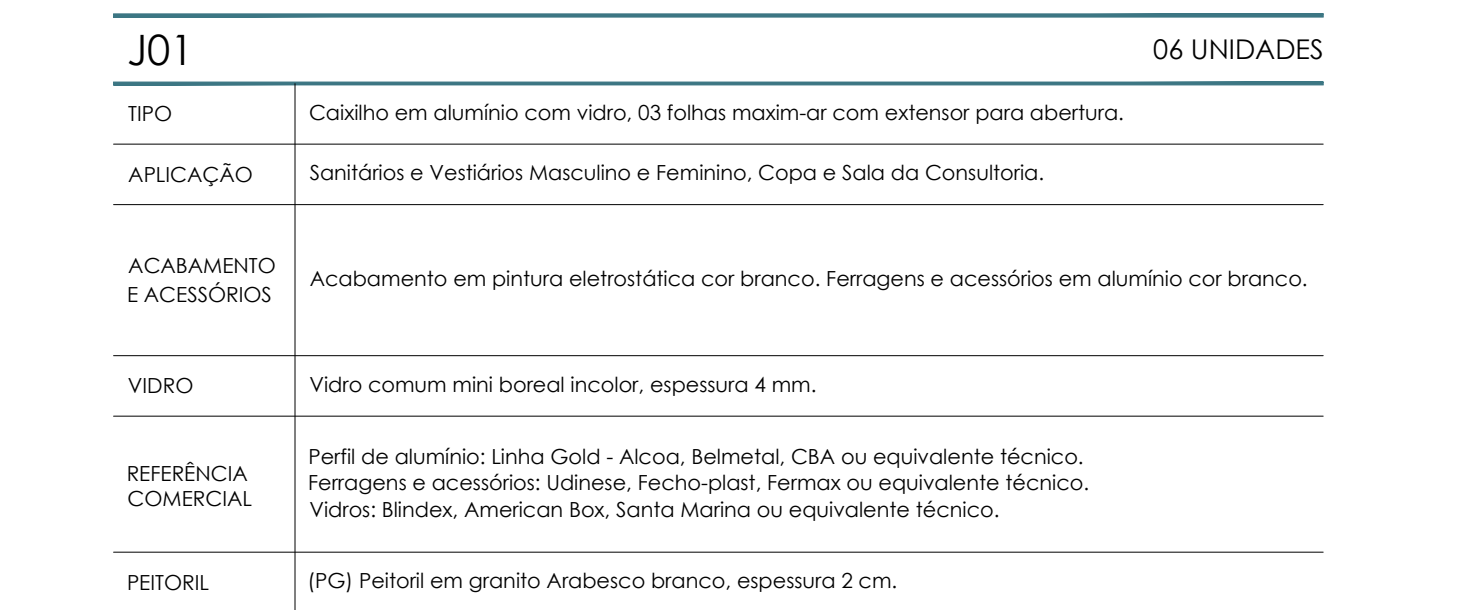 J01
06 UNIDADES
TIPO
Caixilho em alumínio com vidro, 03 folhas maxim-ar com extensor para abertura.
APLICAÇÃO
Sanitários e Vestiários Masculino e Feminino, Copa e Sala da Consultoria.
ACABAMENTO
E ACESSÓRIOS
Acabamento em pintura eletrostática cor branco. Ferragens e acessórios em alumínio cor branco.
VIDRO
Vidro comum mini boreal incolor, espessura 4 mm.
REFERÊNCIA
COMERCIAL
Perfil de alumínio: Linha Gold - Alcoa, Belmetal, CBA ou equivalente técnico.
Ferragens e acessórios: Udinese, Fecho-plast, Fermax ou equivalente técnico.
Vidros: Blindex, American Box, Santa Marina ou equivalente técnico.
PEITORIL
(PG) Peitoril em granito Arabesco branco, espessura 2 cm.